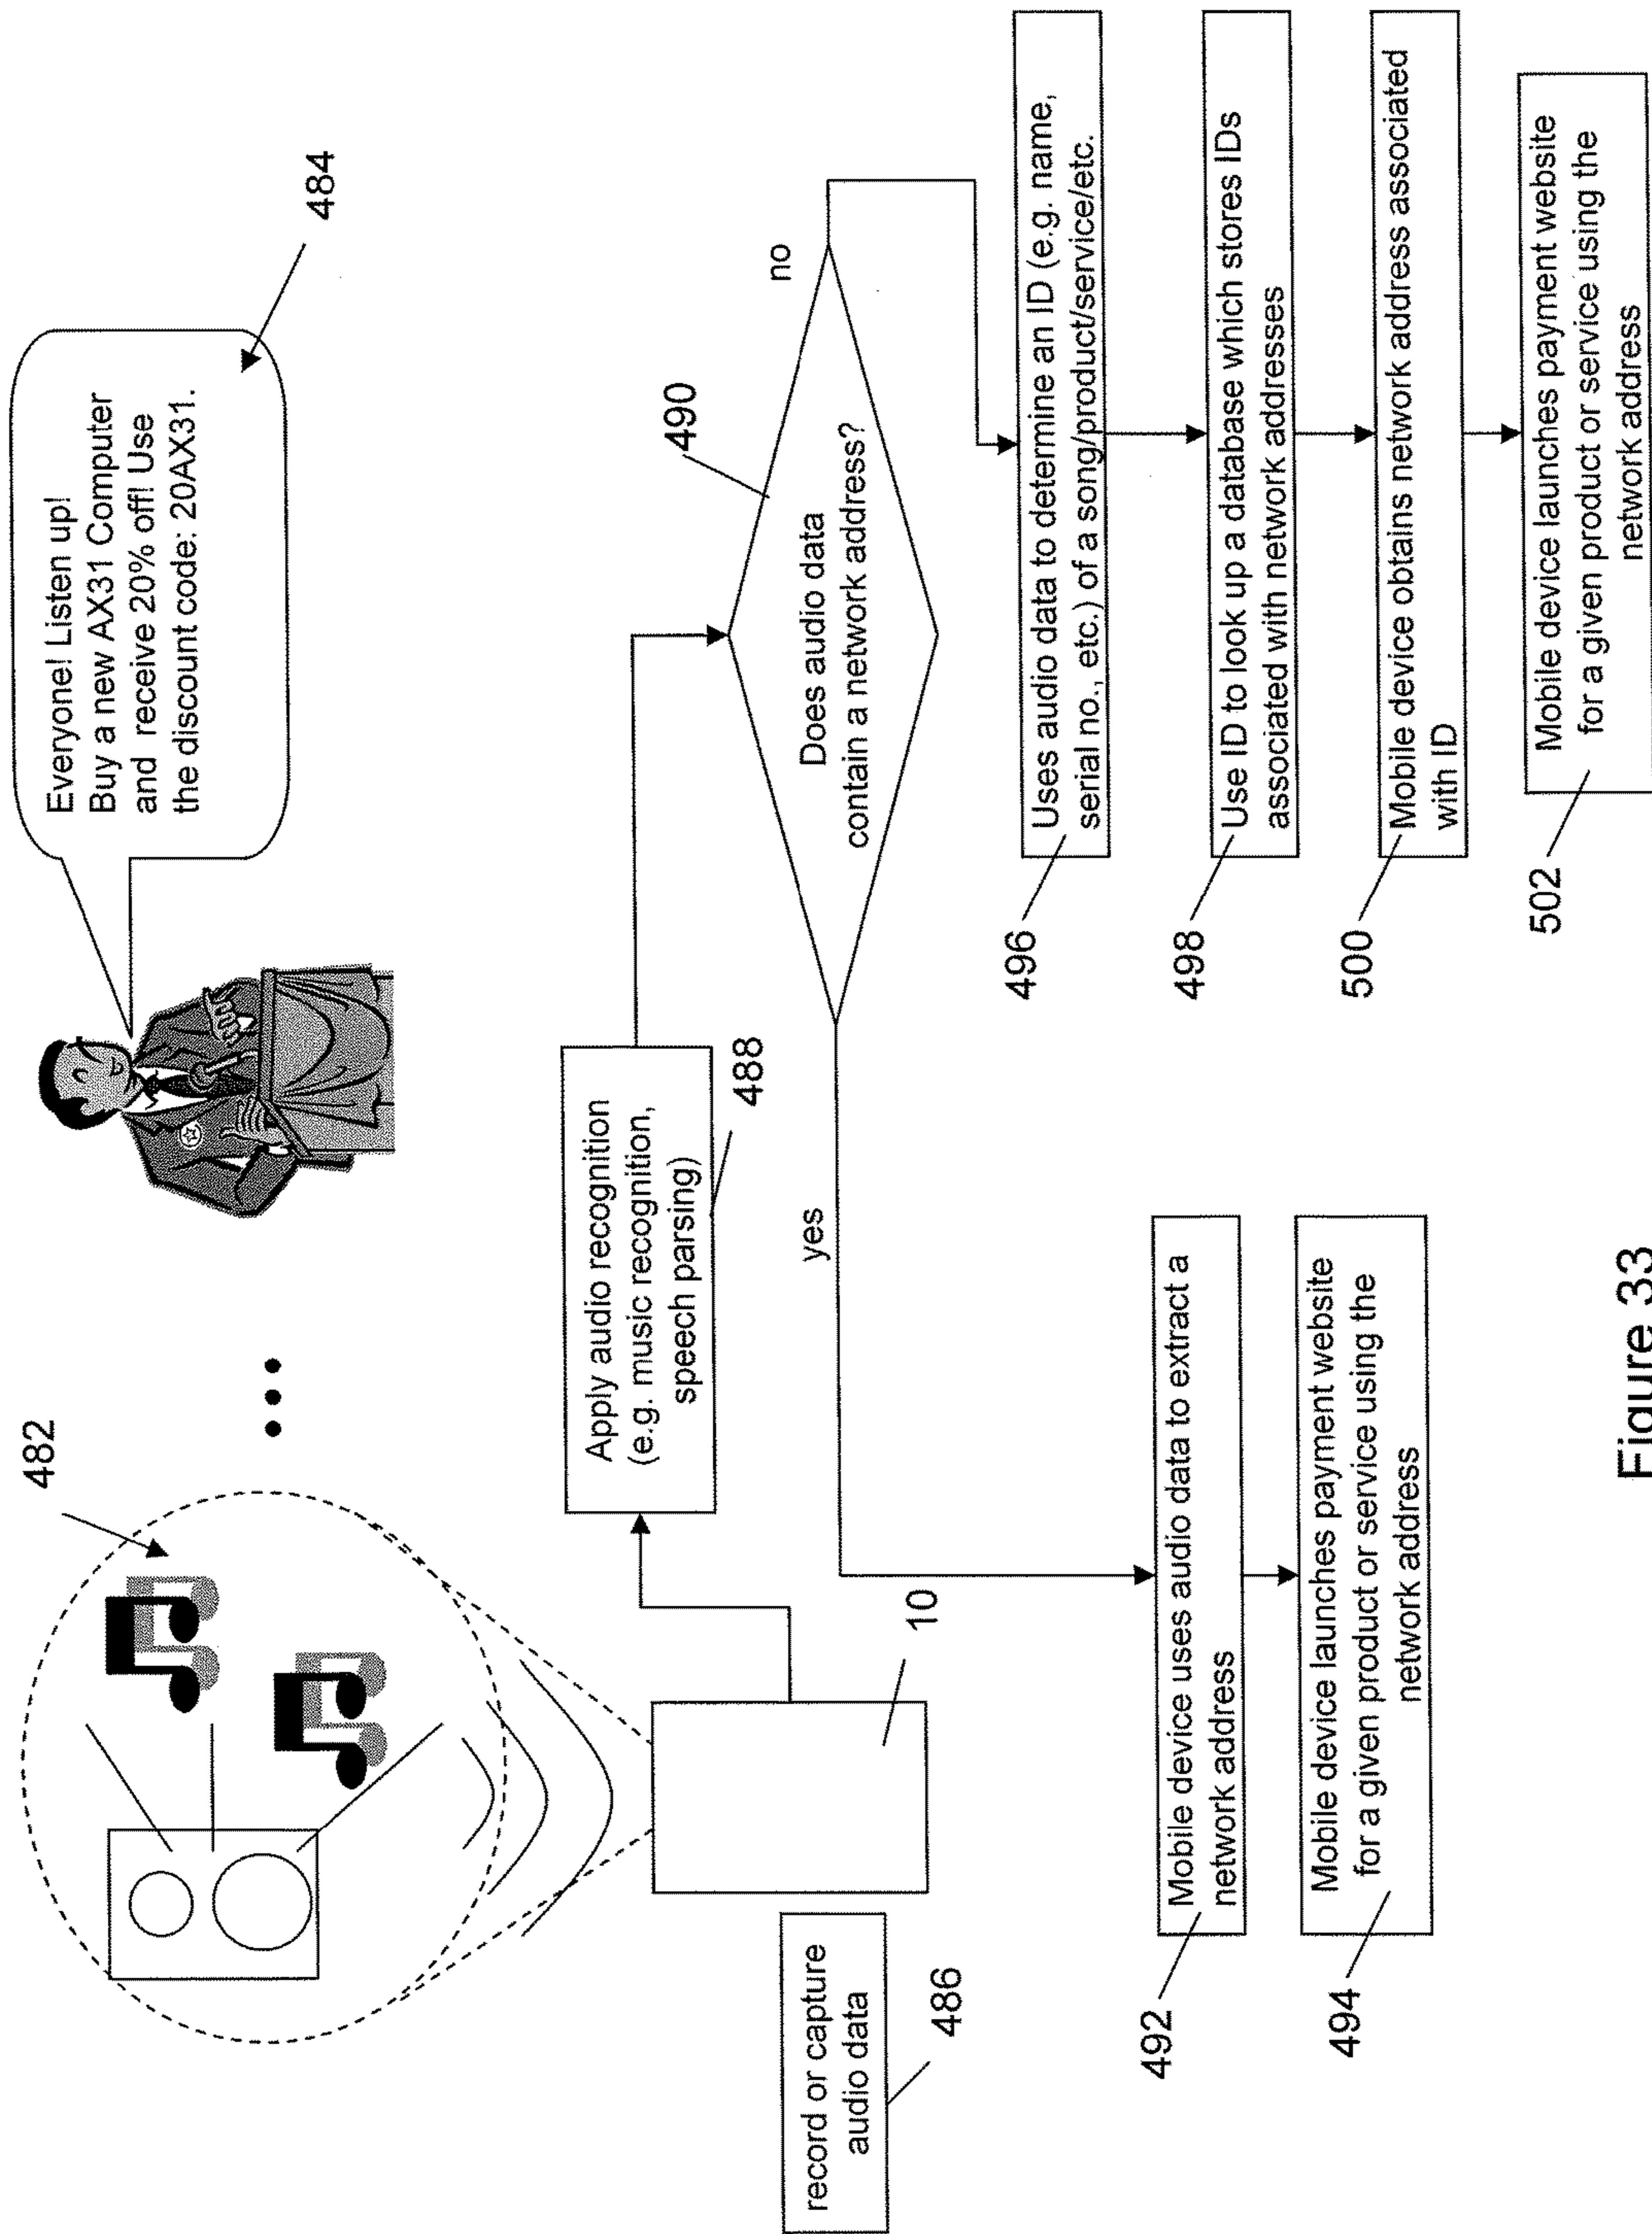 482
Everyone! Listen up!
Buy a new AX31 Computer
and receive 20% off! Use
the discount code: 20AX31.
484
record or capture
audio data
486
10
Apply audio recognition
(e.g. music recognition,
speech parsing)
488
490
Does audio data
contain a network address?
yes
no
492
Mobile device uses audio data to extract a
network address
494
Mobile device launches payment website
for a given product or service using the
network address
496
Uses audio data to determine an ID (e.g. name,
serial no., etc.) of a song/product/service/etc.
498
Use ID to look up a database which stores IDs
associated with network addresses
500
Mobile device obtains network address associated
with ID
502
Mobile device launches payment website
for a given product or service using the
network address
Figure 33